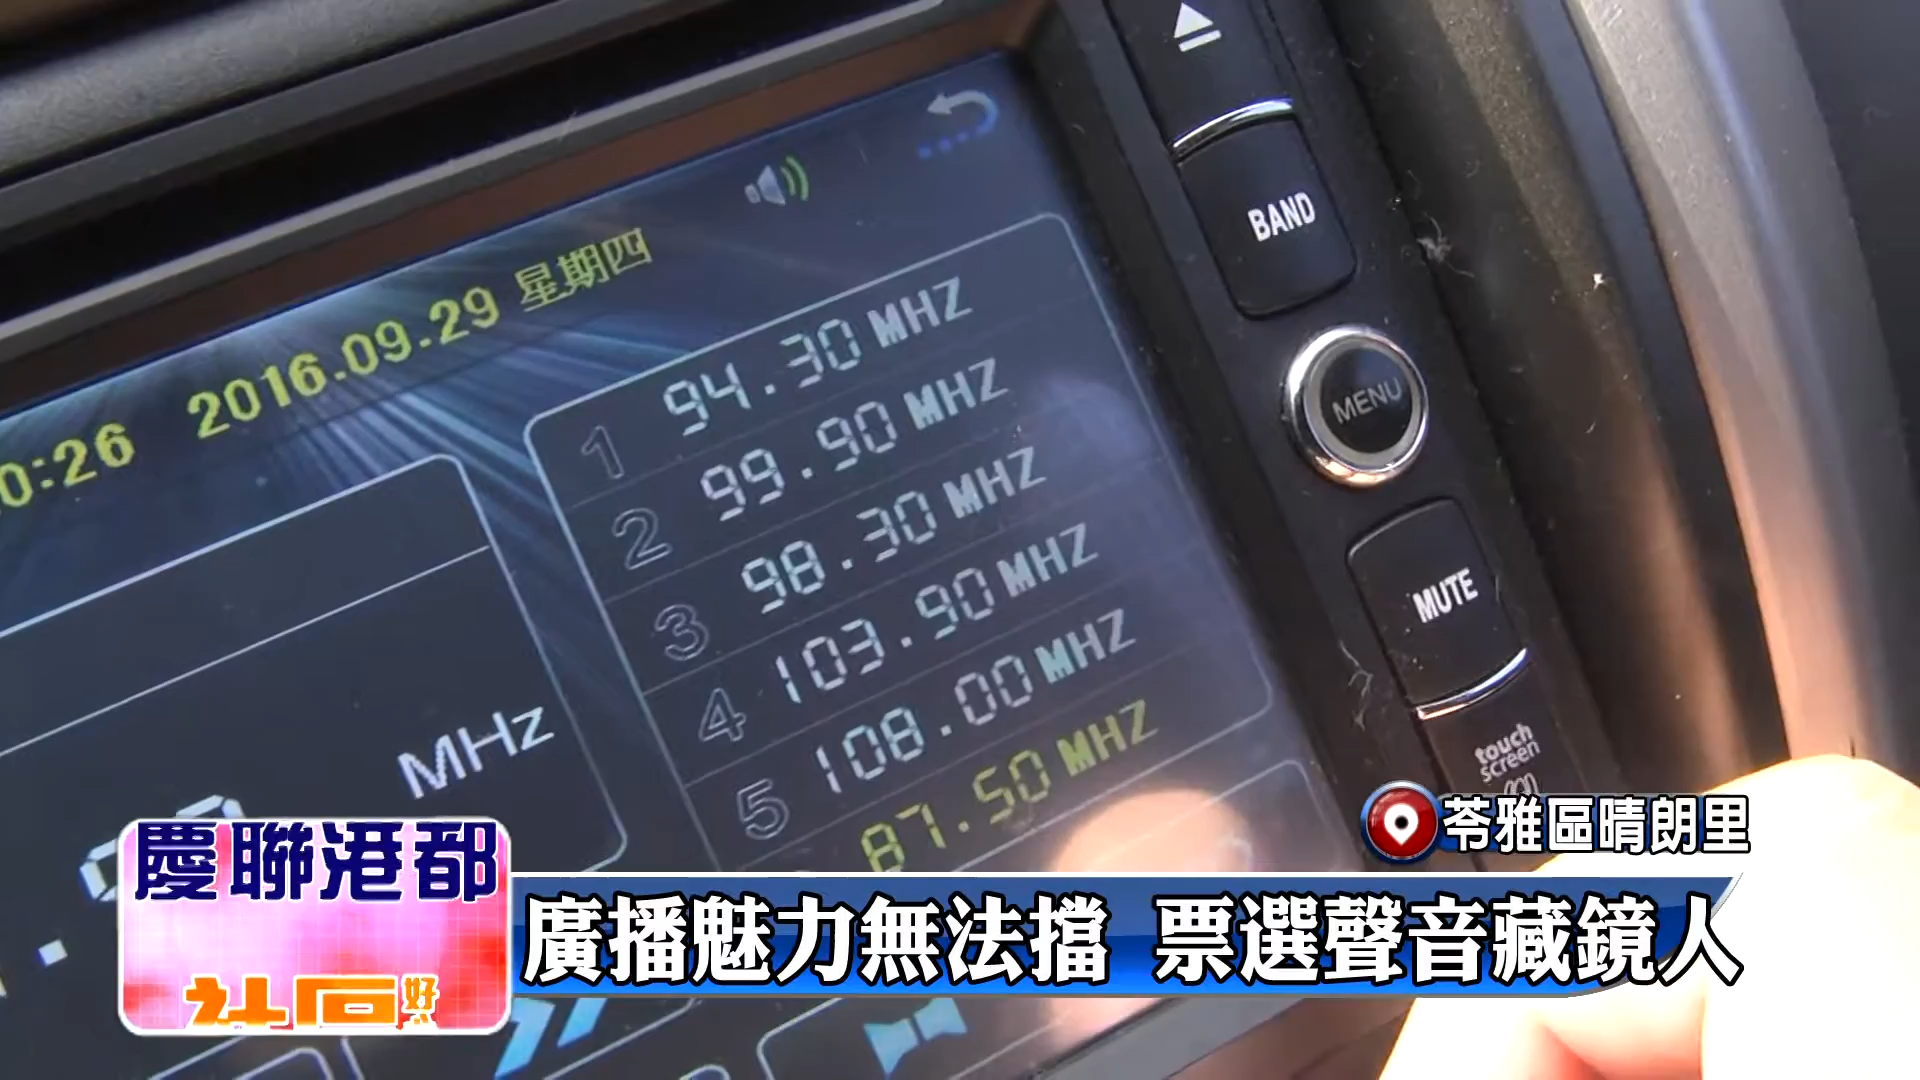 BAND
MENU
MUTE
touch
screen
0:26 2016.09.29 星期四
1 94.30 MHZ
2 99.90 MHZ
3 98.30 MHZ
4 103.90 MHZ
5 108.00 MHZ
87.50 MHZ
MHz
苓雅區晴朗里
慶聯港都
廣播魅力無法擋 票選聲音藏鏡人